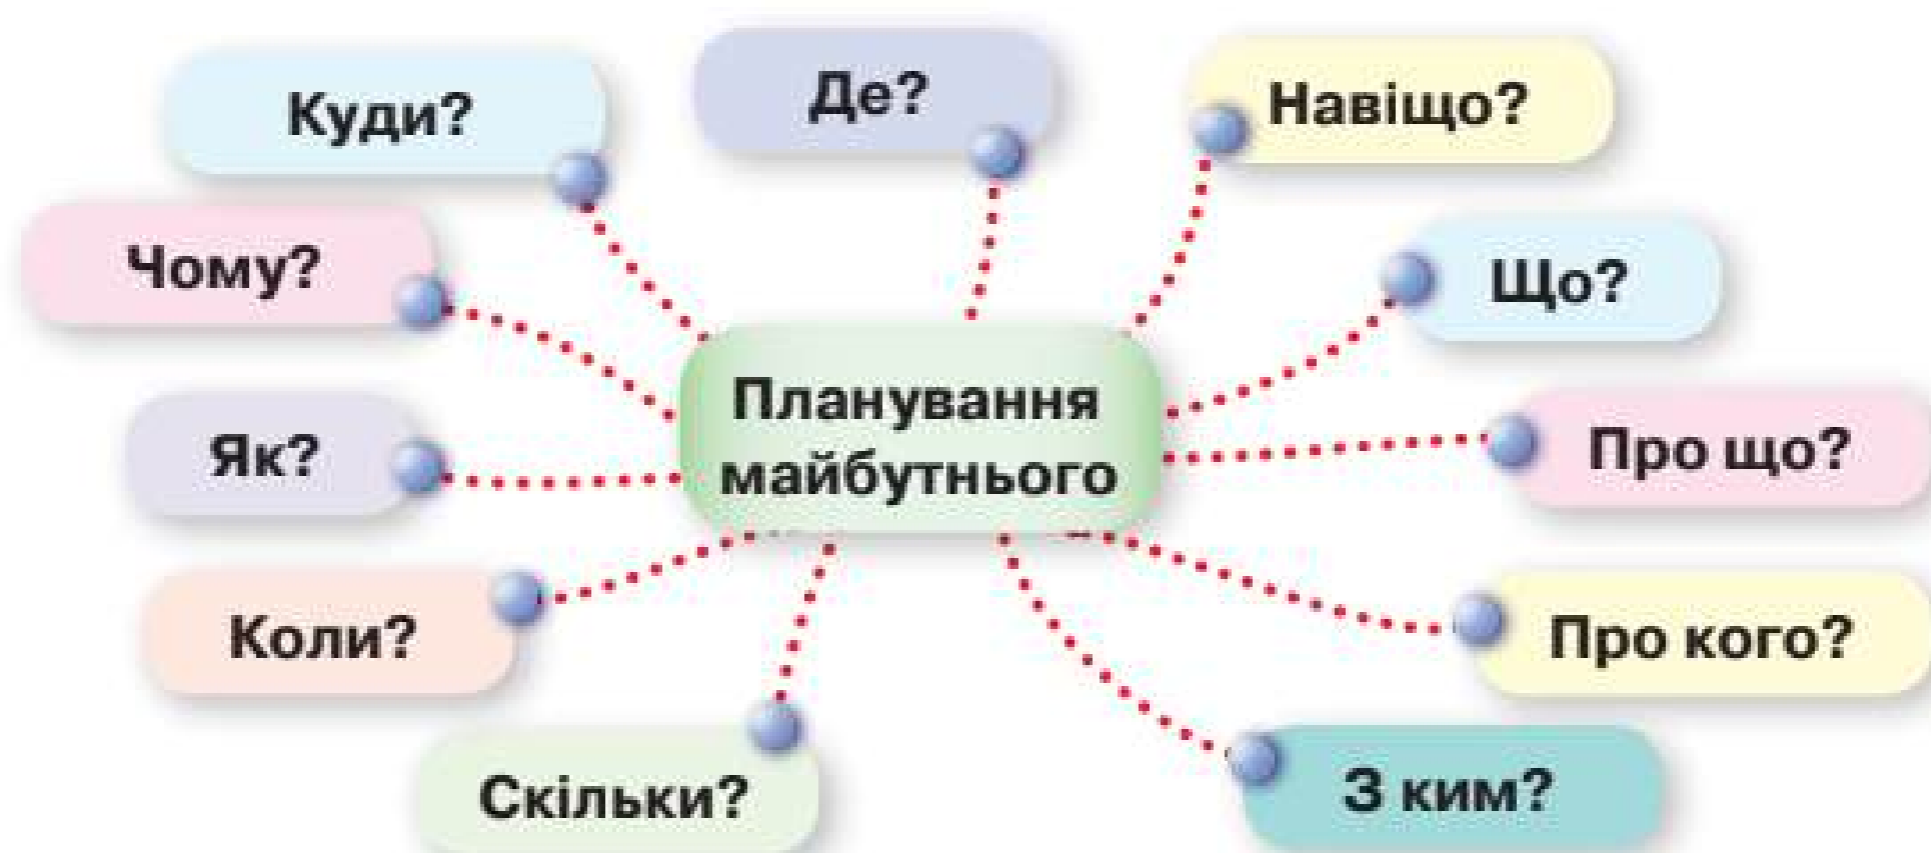 Куди?
Де?
Навіщо?
Чому?
Що?
Планування
майбутнього
Як?
Про що?
Коли?
Про кого?
Скільки?
З ким?